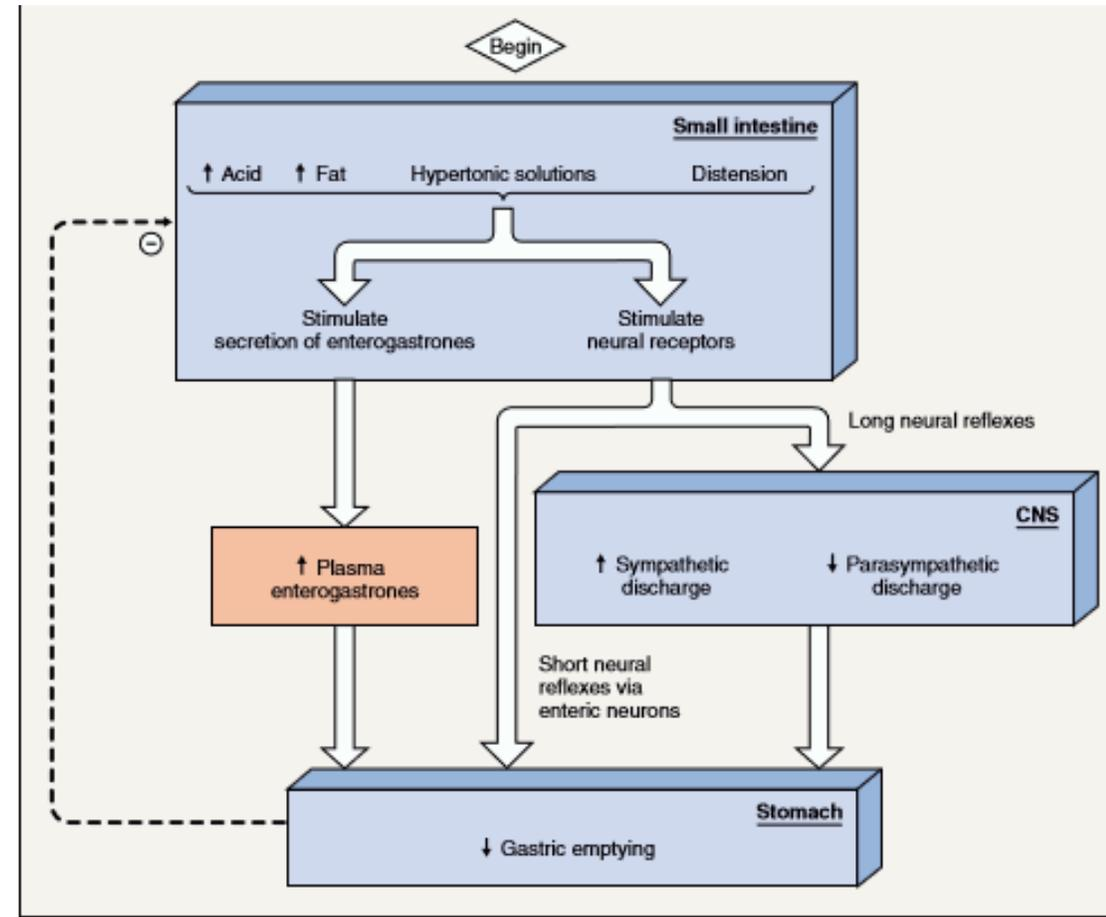 Begin
Small intestine
↑ Acid ↑ Fat Hypertonic solutions Distension
−
Stimulate
secretion of enterogastrones
Stimulate
neural receptors
Long neural reflexes
CNS
↑ Plasma
enterogastrones
↑ Sympathetic
discharge
↓ Parasympathetic
discharge
Short neural
reflexes via
enteric neurons
Stomach
↓ Gastric emptying